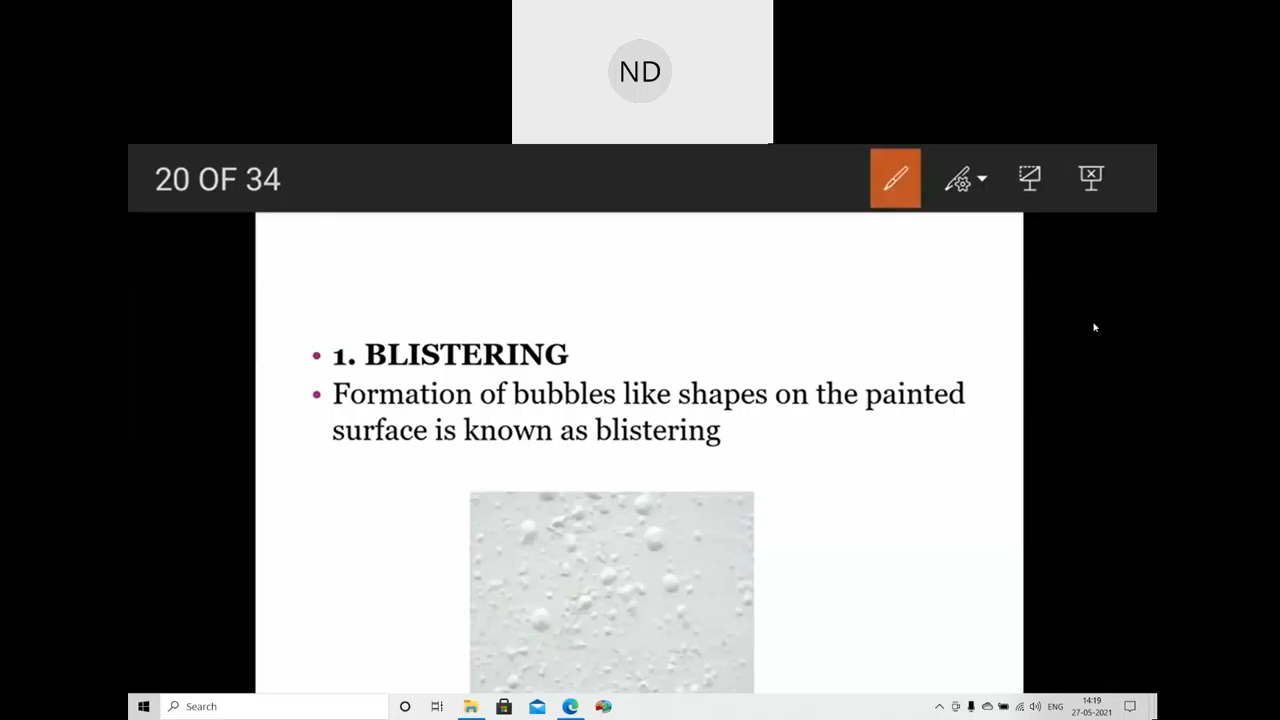 ND
20 OF 34
• 1. BLISTERING
• Formation of bubbles like shapes on the painted
surface is known as blistering
Search
ENG
14:19
27-05-2021